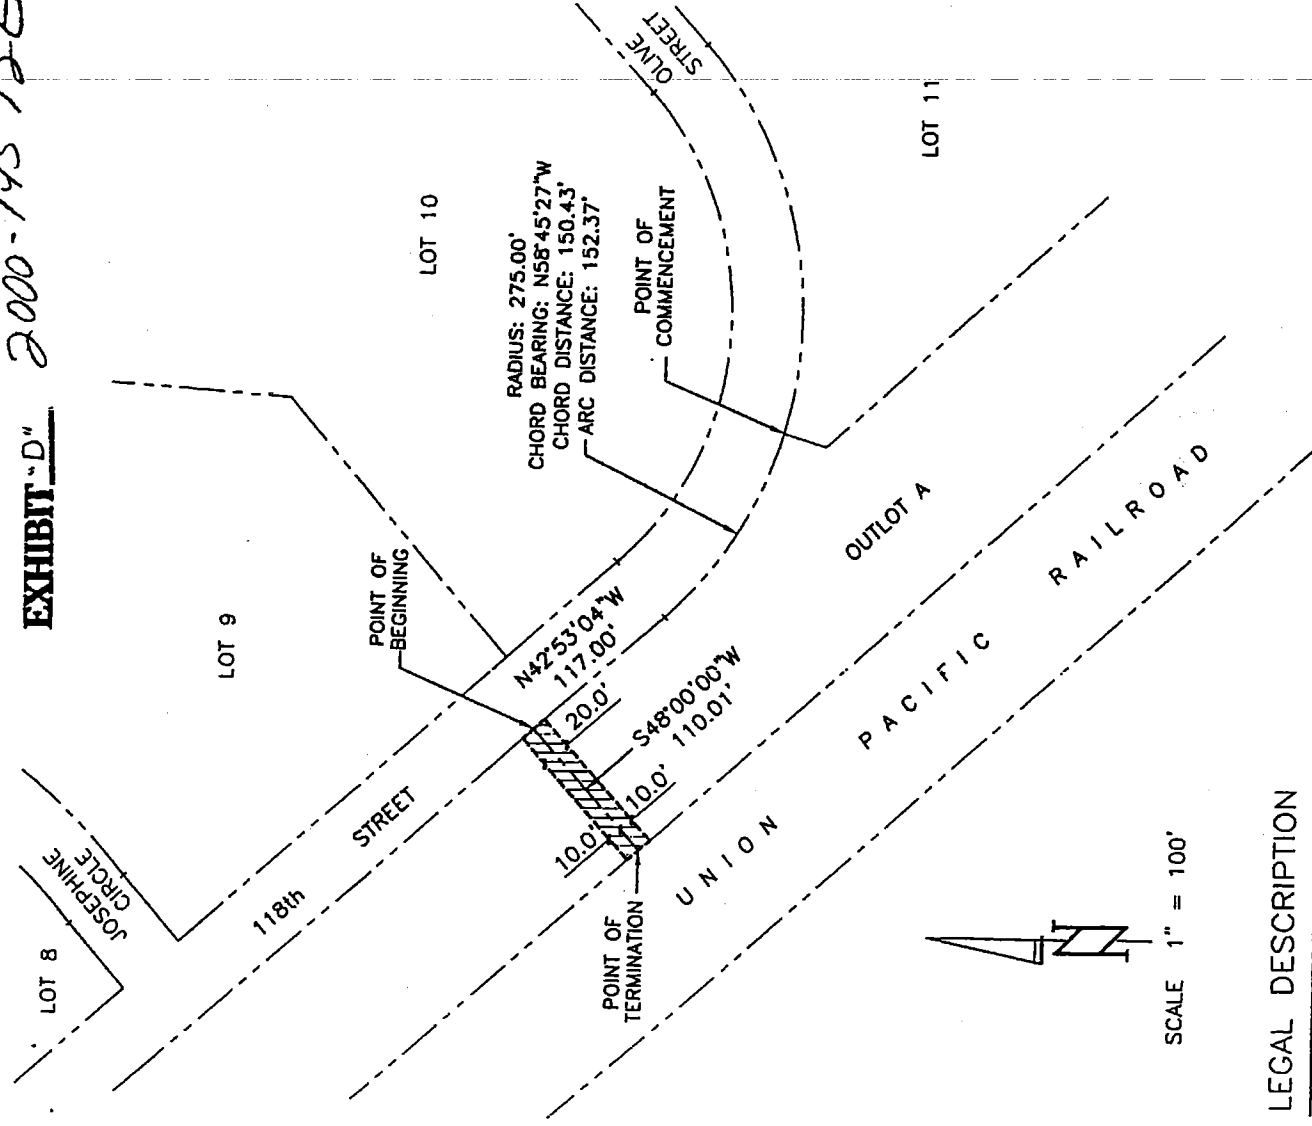 EXHIBIT "D"
2000-143 12-B
LOT 8
JOSEPHINE
CIRCLE
LOT 9
LOT 10
OLIVE
STREET
LOT 11
118th STREET
POINT OF
BEGINNING
RADIUS: 275.00'
CHORD BEARING: N58°45'27"W
CHORD DISTANCE: 150.43'
ARC DISTANCE: 152.37'
POINT OF
COMMENCEMENT
N42°53'04"W
117.00'
20.0'
S48°00'00"W
110.01'
10.0'
10.0'
POINT OF
TERMINATION
OUTLOT A
UNION PACIFIC RAILROAD
SCALE 1" = 100'
LEGAL DESCRIPTION